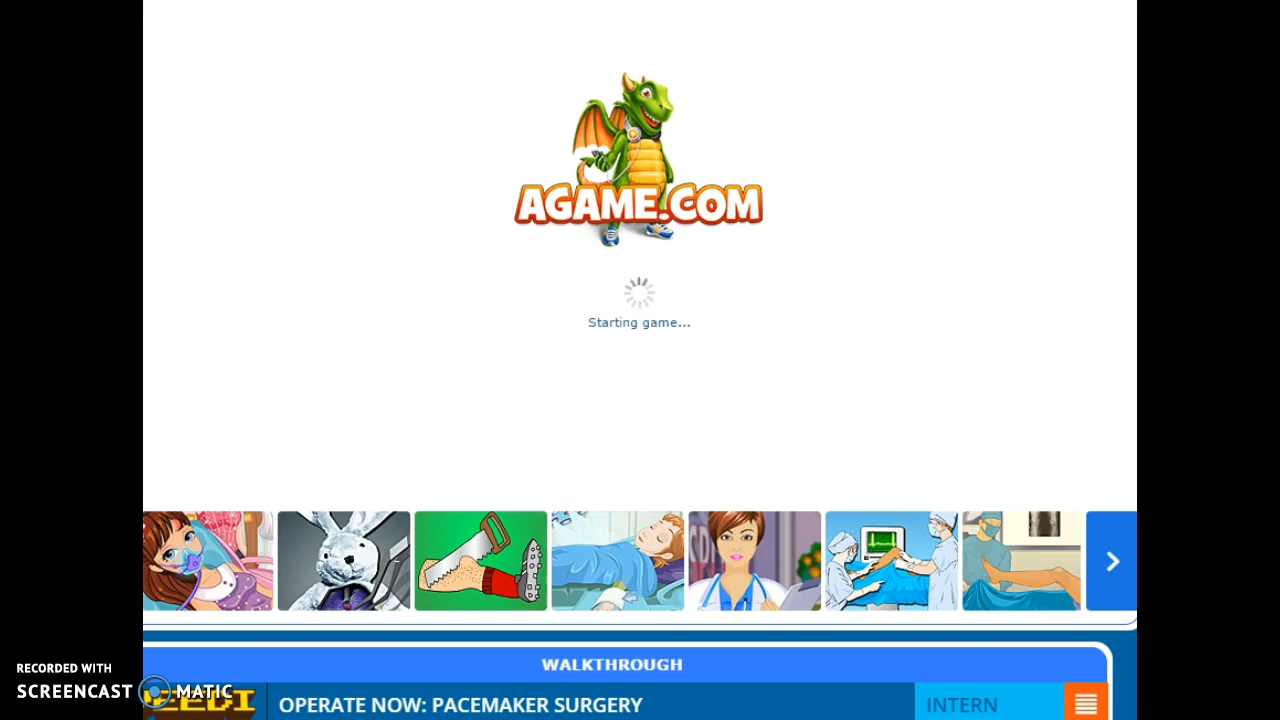 AGAME.COM
Starting game...
WALKTHROUGH
OPERATE NOW: PACEMAKER SURGERY
INTERN
RECORDED WITH
SCREENCAST MATIC